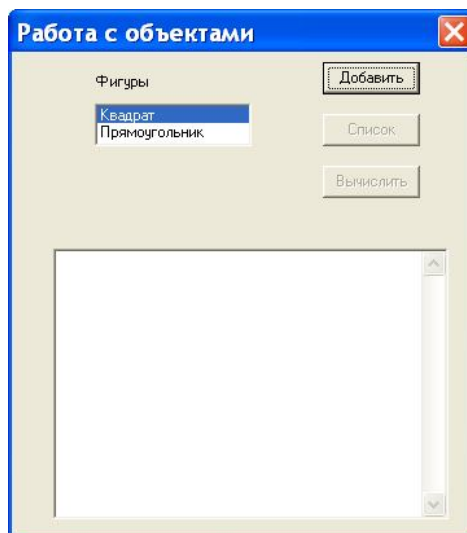 Работа с объектами
Фигуры
Добавить
Квадрат
Прямоугольник
Список
Вычислить